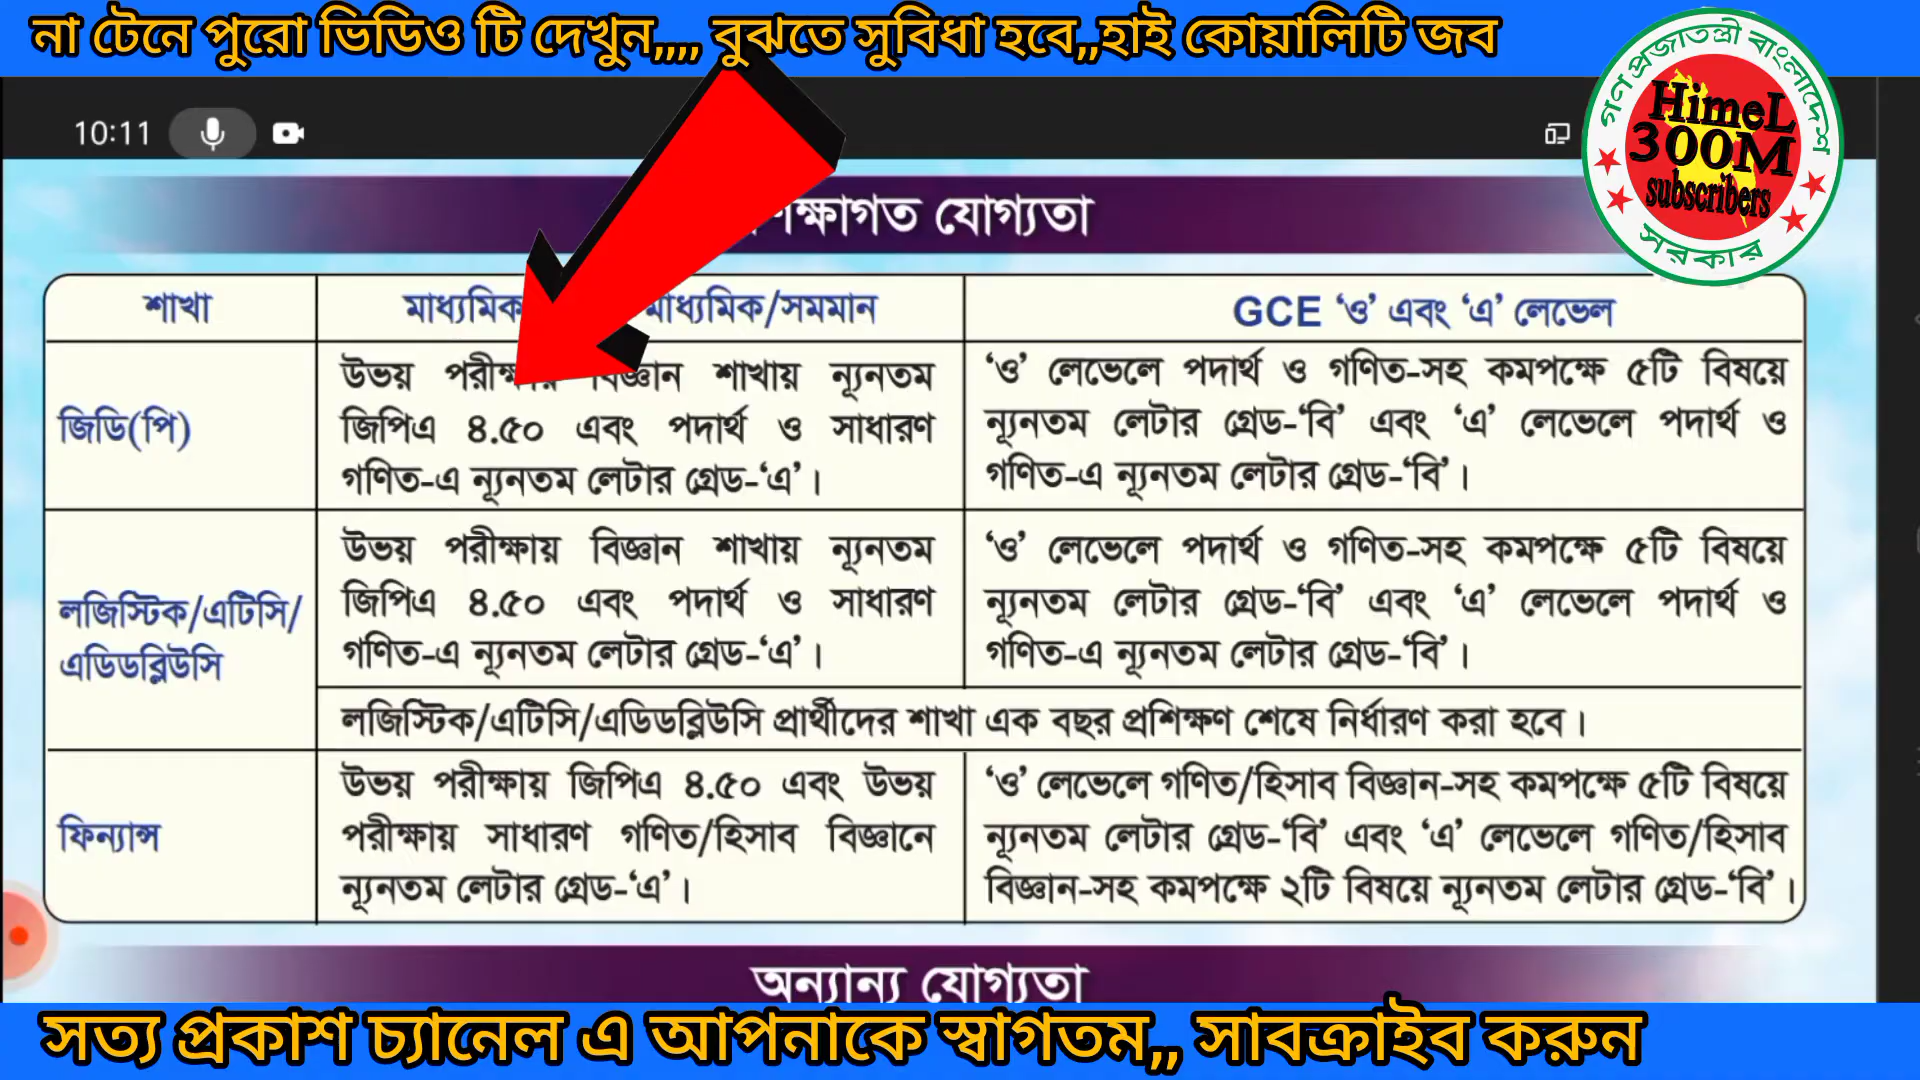 না টেনে পুরো ভিডিও টি দেখুন,,,, বুঝতে সুবিধা হবে,,হাই কোয়ালিটি জব
গণ প্রজাতন্ত্রী বাংলাদেশ
HimeL
300M
subscribers
সরকার
10:11
যোগ্যতা
শাখা
মাধ্যমিক
মাধ্যমিক/সমমান
GCE ‘ও’ এবং ‘এ’ লেভেল
জিডি(পি)
উভয় পরীক্ষায় বিজ্ঞান শাখায় ন্যূনতম
জিপিএ ৪.৫০ এবং পদার্থ ও সাধারণ
গণিত-এ ন্যূনতম লেটার গ্রেড-‘এ’।
‘ও’ লেভেলে পদার্থ ও গণিত-সহ কমপক্ষে ৫টি বিষয়ে
ন্যূনতম লেটার গ্রেড-‘বি’ এবং ‘এ’ লেভেলে পদার্থ ও
গণিত-এ ন্যূনতম লেটার গ্রেড-‘বি’।
লজিস্টিক/এটিসি/
এডিডব্লিউসি
উভয় পরীক্ষায় বিজ্ঞান শাখায় ন্যূনতম
জিপিএ ৪.৫০ এবং পদার্থ ও সাধারণ
গণিত-এ ন্যূনতম লেটার গ্রেড-‘এ’।
‘ও’ লেভেলে পদার্থ ও গণিত-সহ কমপক্ষে ৫টি বিষয়ে
ন্যূনতম লেটার গ্রেড-‘বি’ এবং ‘এ’ লেভেলে পদার্থ ও
গণিত-এ ন্যূনতম লেটার গ্রেড-‘বি’।
লজিস্টিক/এটিসি/এডিডব্লিউসি প্রার্থীদের শাখা এক বছর প্রশিক্ষণ শেষে নির্ধারণ করা হবে।
ফিন্যান্স
উভয় পরীক্ষায় জিপিএ ৪.৫০ এবং উভয়
পরীক্ষায় সাধারণ গণিত/হিসাব বিজ্ঞানে
ন্যূনতম লেটার গ্রেড-‘এ’।
‘ও’ লেভেলে গণিত/হিসাব বিজ্ঞান-সহ কমপক্ষে ৫টি বিষয়ে
ন্যূনতম লেটার গ্রেড-‘বি’ এবং ‘এ’ লেভেলে গণিত/হিসাব
বিজ্ঞান-সহ কমপক্ষে ২টি বিষয়ে ন্যূনতম লেটার গ্রেড-‘বি’।
অন্যান্য যোগ্যতা
সত্য প্রকাশ চ্যানেল এ আপনাকে স্বাগতম,, সাবক্রাইব করুন